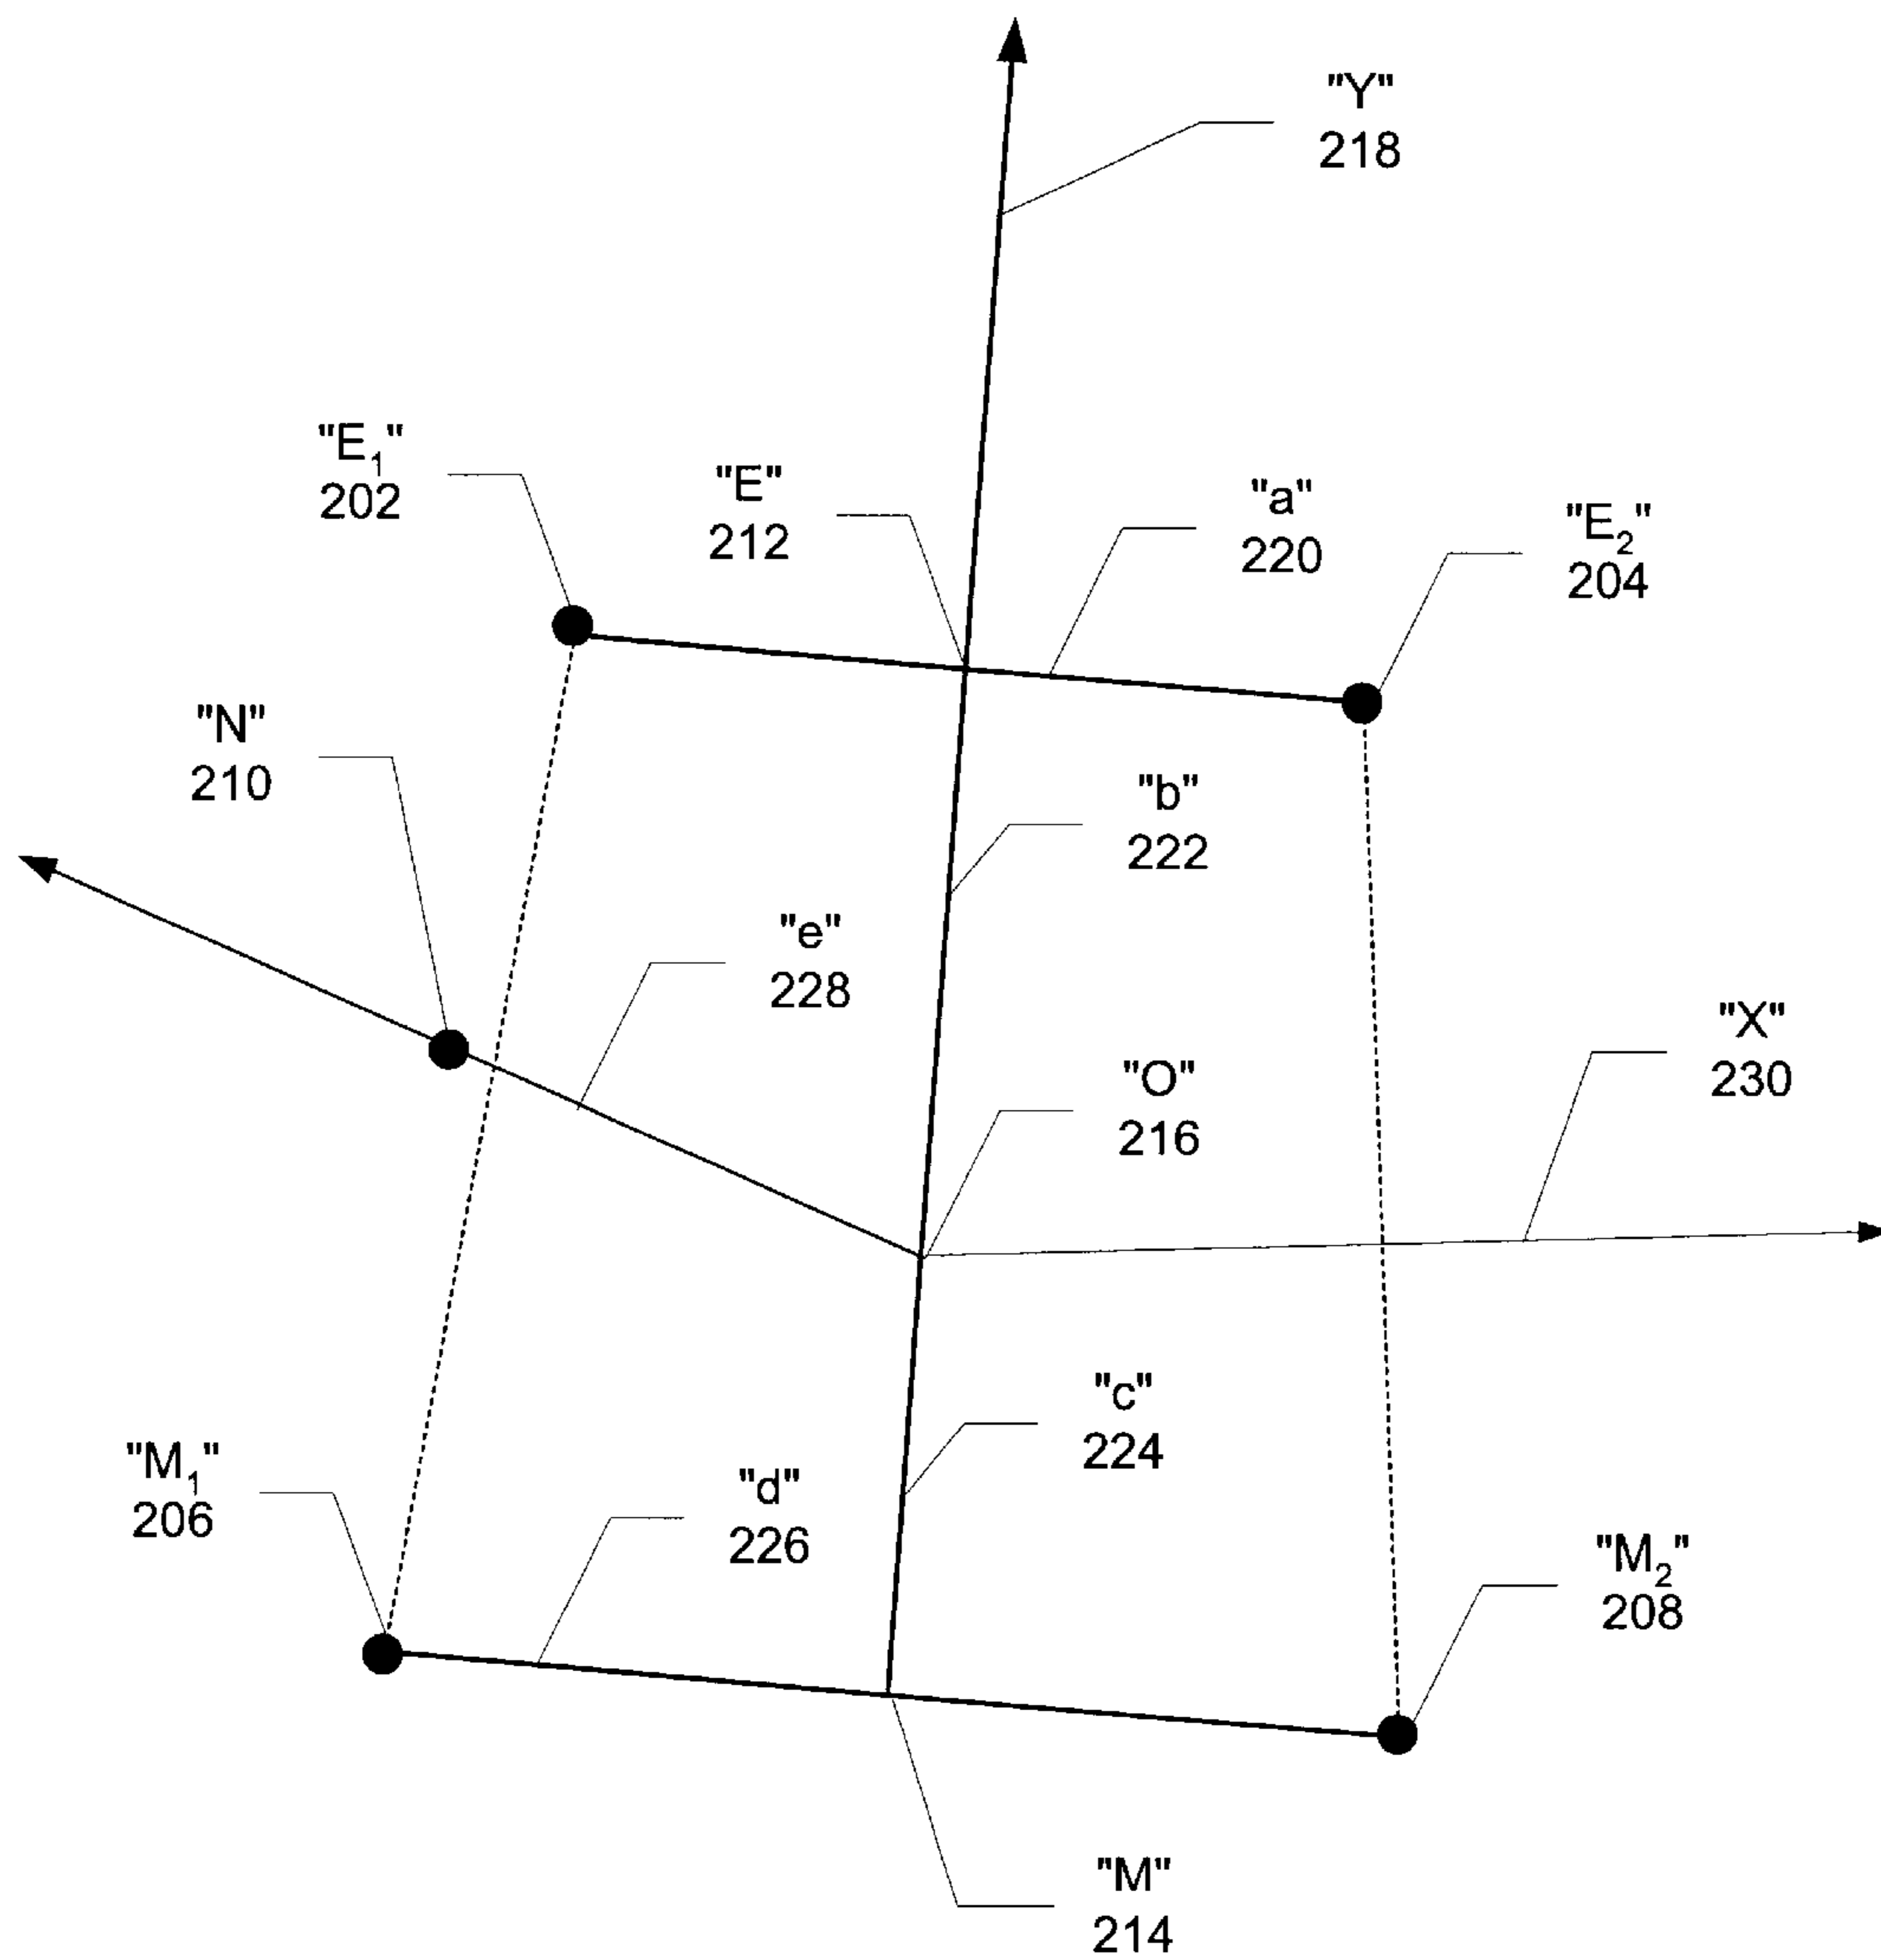 "Y"
218
"E₁"
202
"E"
212
"a"
220
"E₂"
204
"N"
210
"b"
222
"e"
228
"X"
230
"O"
216
"c"
224
"M₁"
206
"d"
226
"M₂"
208
"M"
214